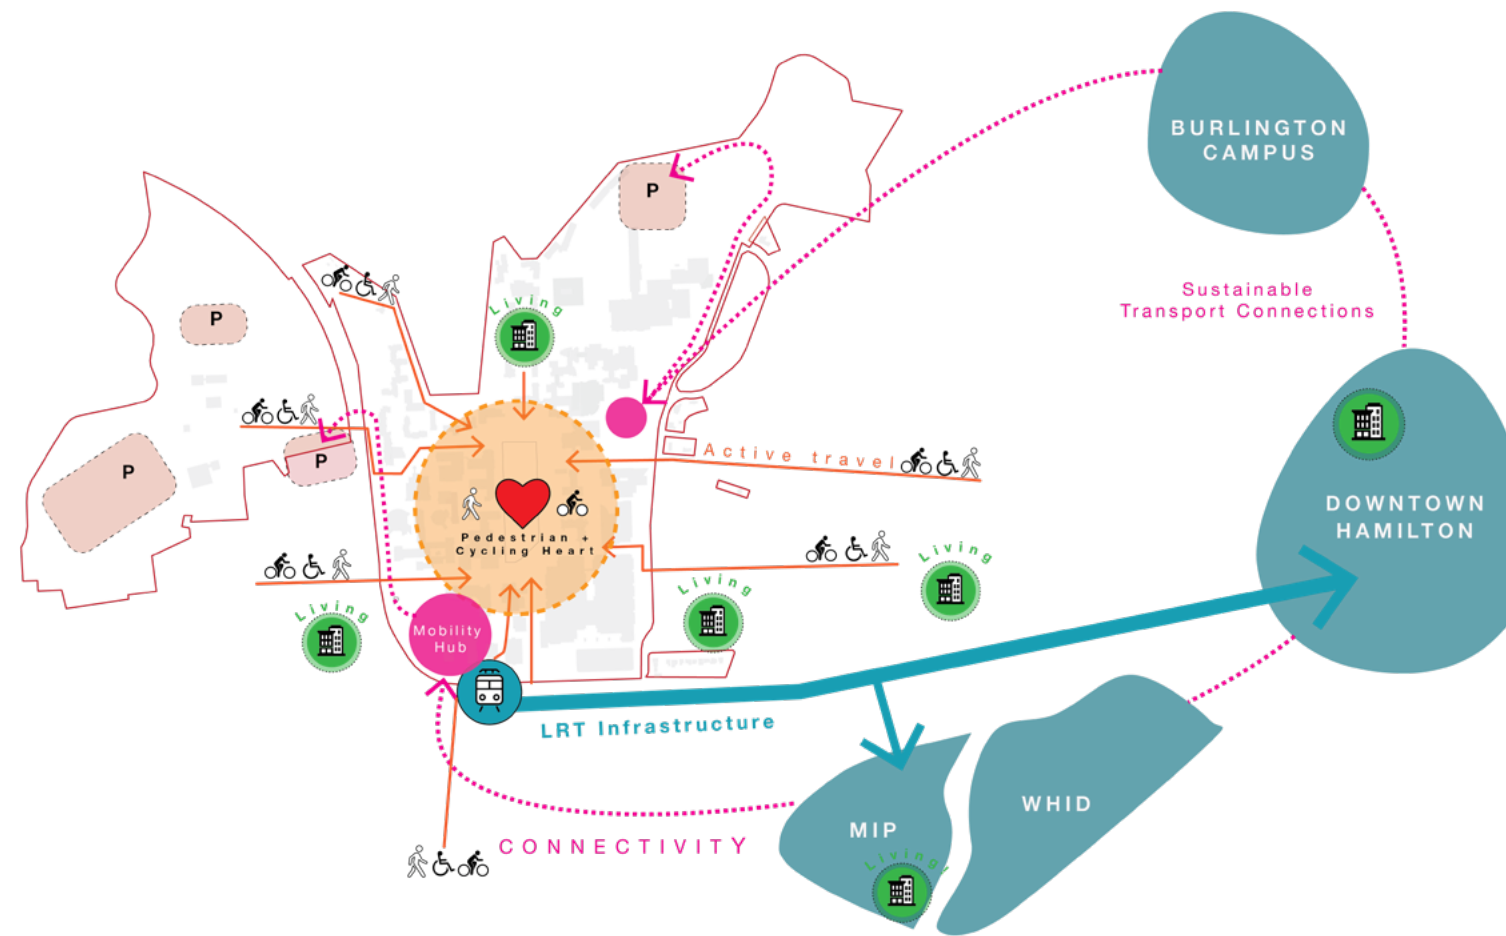 BURLINGTON
CAMPUS
P
Sustainable
Transport Connections
Living
P
Active travel
P
P
DOWNTOWN
HAMILTON
Pedestrian +
Cycling Heart
Living
Living
Living
Mobility
Hub
LRT Infrastructure
WHID
MIP
CONNECTIVITY
Living